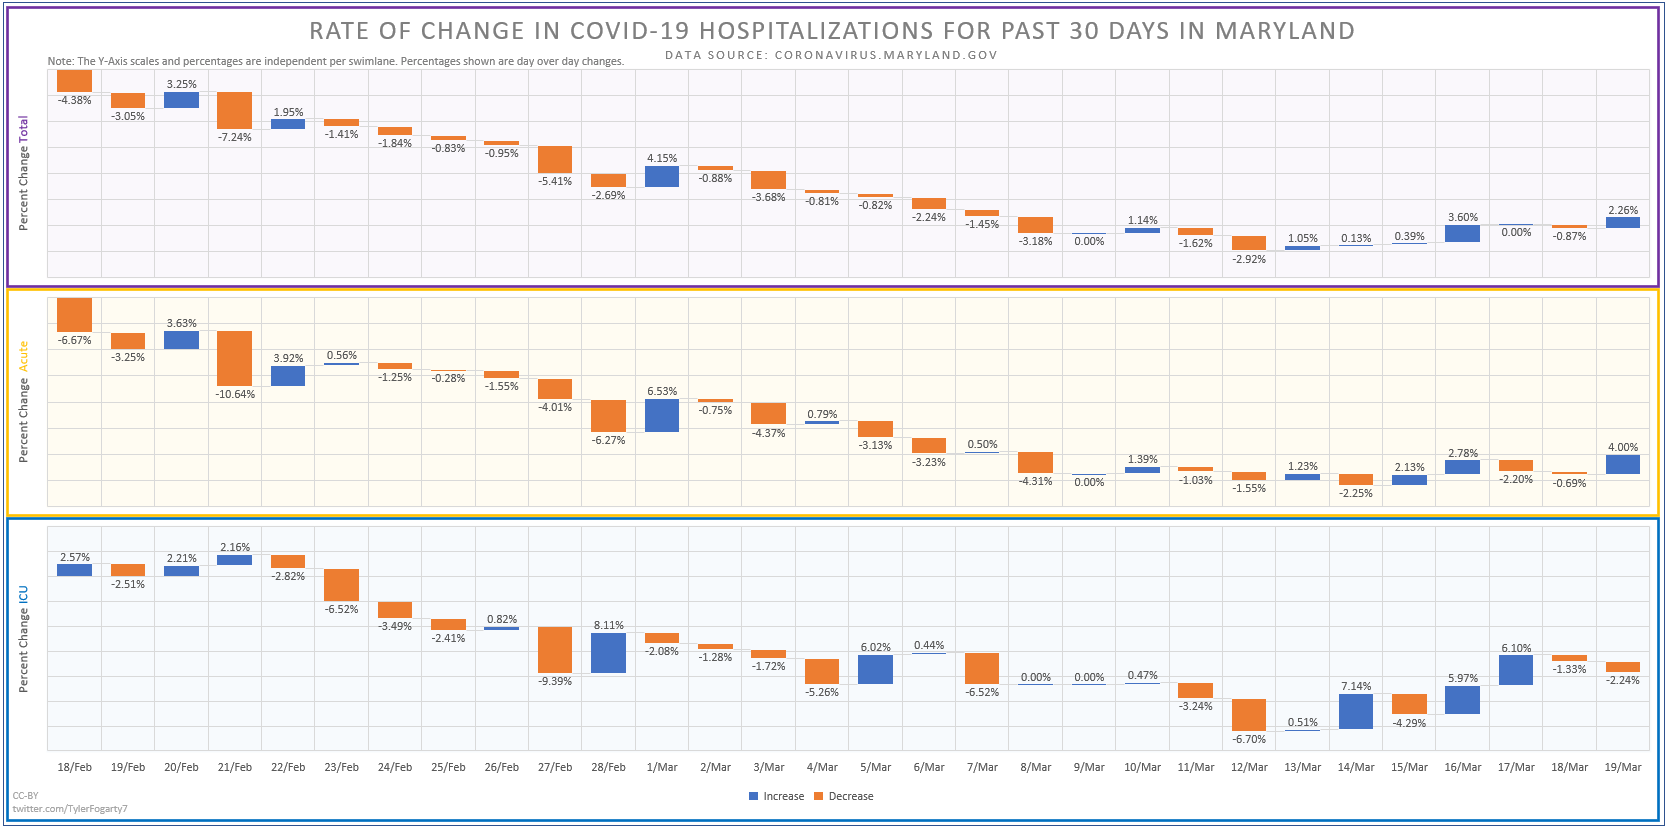 RATE OF CHANGE IN COVID-19 HOSPITALIZATIONS FOR PAST 30 DAYS IN MARYLAND
DATA SOURCE: CORONAVIRUS.MARYLAND.GOV
Note: The Y-Axis scales and percentages are independent per swimlane. Percentages shown are day over day changes.
Percent Change Total
-4.38% -3.05% 3.25% -7.24% 1.95% -1.41% -1.84% -0.83% -0.95% -5.41% -2.69% 4.15% -0.88% -3.68% -0.81% -0.82% -2.24% -1.45% -3.18% 0.00% 1.14% -1.62% -2.92% 1.05% 0.13% 0.39% 3.60% 0.00% -0.87% 2.26%
Percent Change Acute
-6.67% -3.25% 3.63% -10.64% 3.92% 0.56% -1.25% -0.28% -1.55% -4.01% -6.27% 6.53% -0.75% -4.37% 0.79% -3.13% -3.23% 0.50% -4.31% 0.00% 1.39% -1.03% -1.55% 1.23% -2.25% 2.13% 2.78% -2.20% -0.69% 4.00%
Percent Change ICU
2.57% -2.51% 2.21% 2.16% -2.82% -6.52% -3.49% -2.41% 0.82% -9.39% 8.11% -2.08% -1.28% -1.72% -5.26% 6.02% 0.44% -6.52% 0.00% 0.00% 0.47% -3.24% -6.70% 0.51% 7.14% -4.29% 5.97% 6.10% -1.33% -2.24%
18/Feb 19/Feb 20/Feb 21/Feb 22/Feb 23/Feb 24/Feb 25/Feb 26/Feb 27/Feb 28/Feb 1/Mar 2/Mar 3/Mar 4/Mar 5/Mar 6/Mar 7/Mar 8/Mar 9/Mar 10/Mar 11/Mar 12/Mar 13/Mar 14/Mar 15/Mar 16/Mar 17/Mar 18/Mar 19/Mar
Increase Decrease
CC-BY
twitter.com/TylerFogarty7